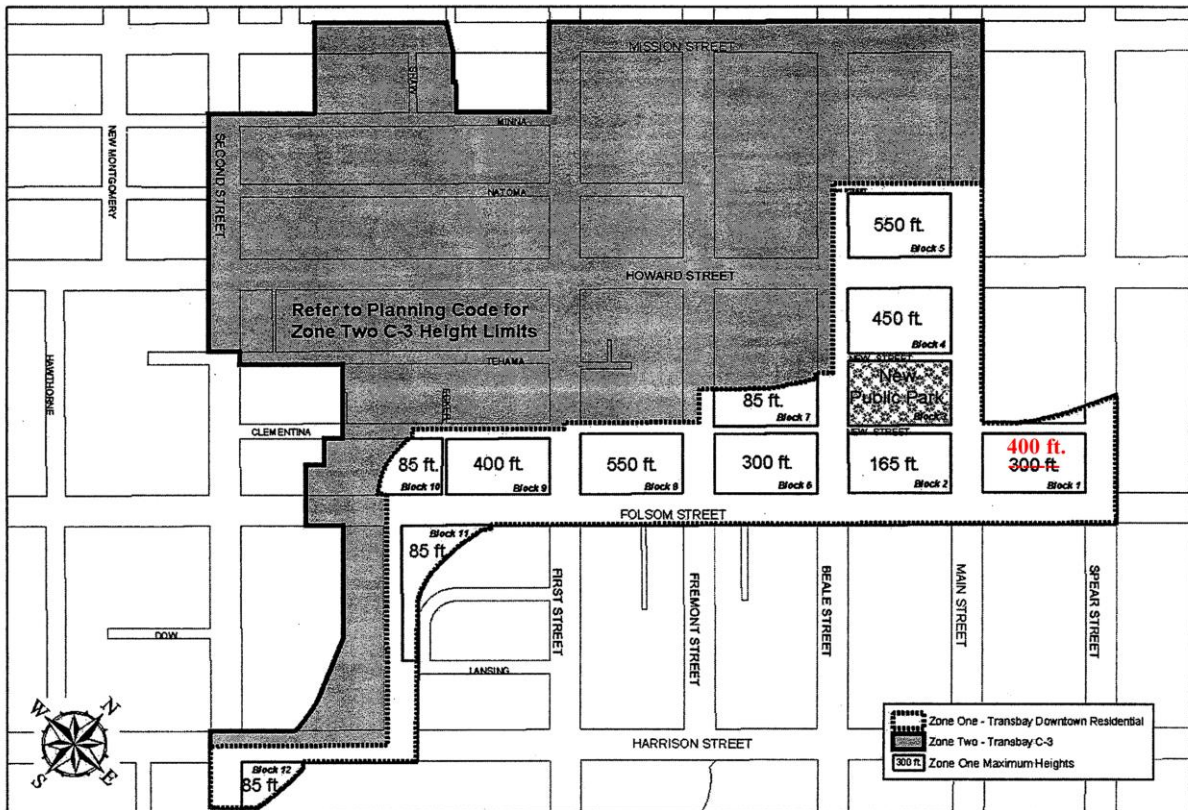 MISSION STREET
SHAW
MINNA
NEW MONTGOMERY
SECOND STREET
NATOMA
550 ft.
Block 5
HOWARD STREET
Refer to Planning Code for
Zone Two C-3 Height Limits
450 ft.
Block 4
TEHAMA
NEW STREET
HAWTHORNE
New
Public Park
Block 3
85 ft.
Block 7
CLEMENTINA
NEW STREET
400 ft.
300 ft.
Block 1
85 ft.
Block 10
400 ft.
Block 9
550 ft.
Block 8
300 ft.
Block 6
165 ft.
Block 2
FOLSOM STREET
Block 11
85 ft.
FIRST STREET
FREMONT STREET
BEALE STREET
MAIN STREET
SPEAR STREET
DOW
LANSING
W
N
S
E
HARRISON STREET
Block 12
85 ft.
Zone One - Transbay Downtown Residential
Zone Two - Transbay C-3
300 ft.
Zone One Maximum Heights